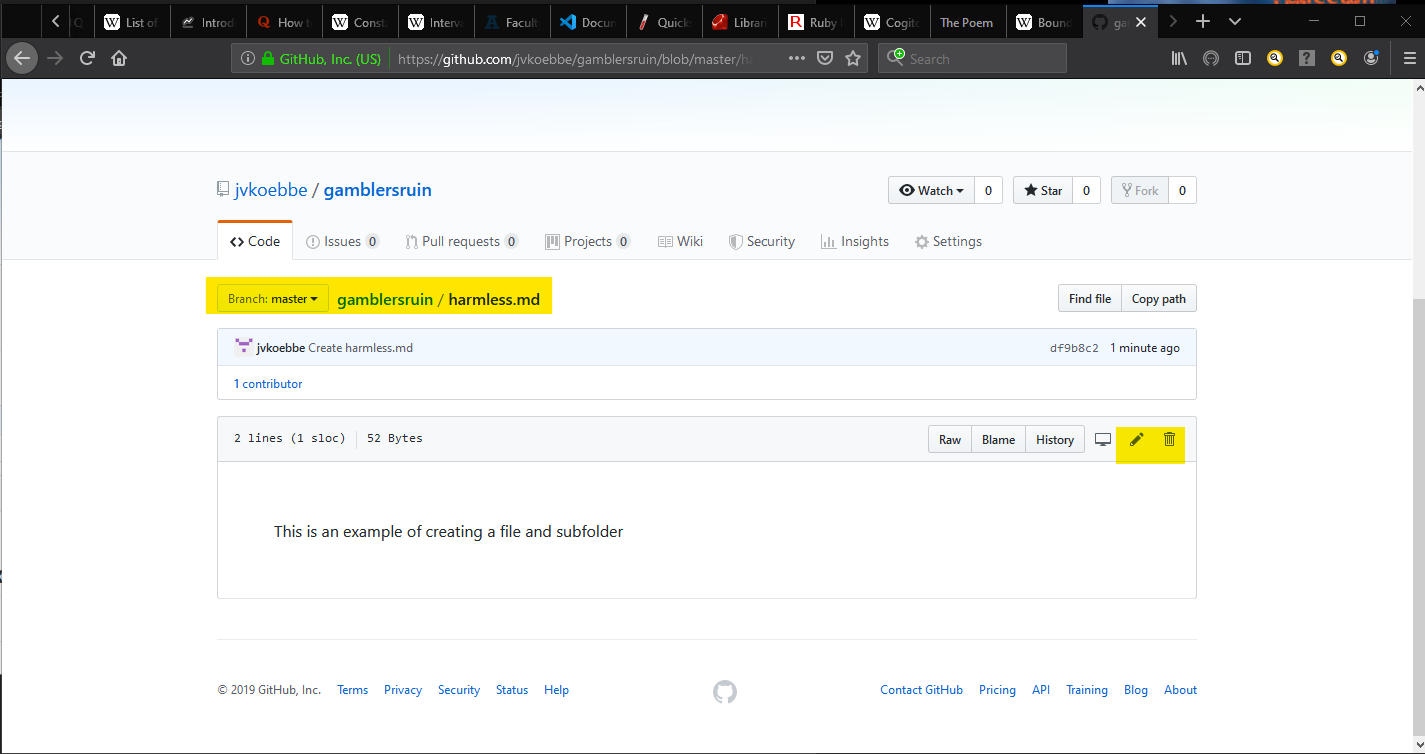 List of Introd How t Consta Interva Facult Docun Quick Librari Ruby Cogite The Poem Bound ga
GitHub, Inc. (US) https://github.com/jvkoebbe/gamblersruin/blob/master/ha Search
jvkoebbe / gamblersruin Watch 0 Star 0 Fork 0
Code Issues 0 Pull requests 0 Projects 0 Wiki Security Insights Settings
Branch: master gamblersruin / harmless.md Find file Copy path
jvkoebbe Create harmless.md df9b8c2 1 minute ago
1 contributor
2 lines (1 sloc) 52 Bytes Raw Blame History
This is an example of creating a file and subfolder
© 2019 GitHub, Inc. Terms Privacy Security Status Help Contact GitHub Pricing API Training Blog About